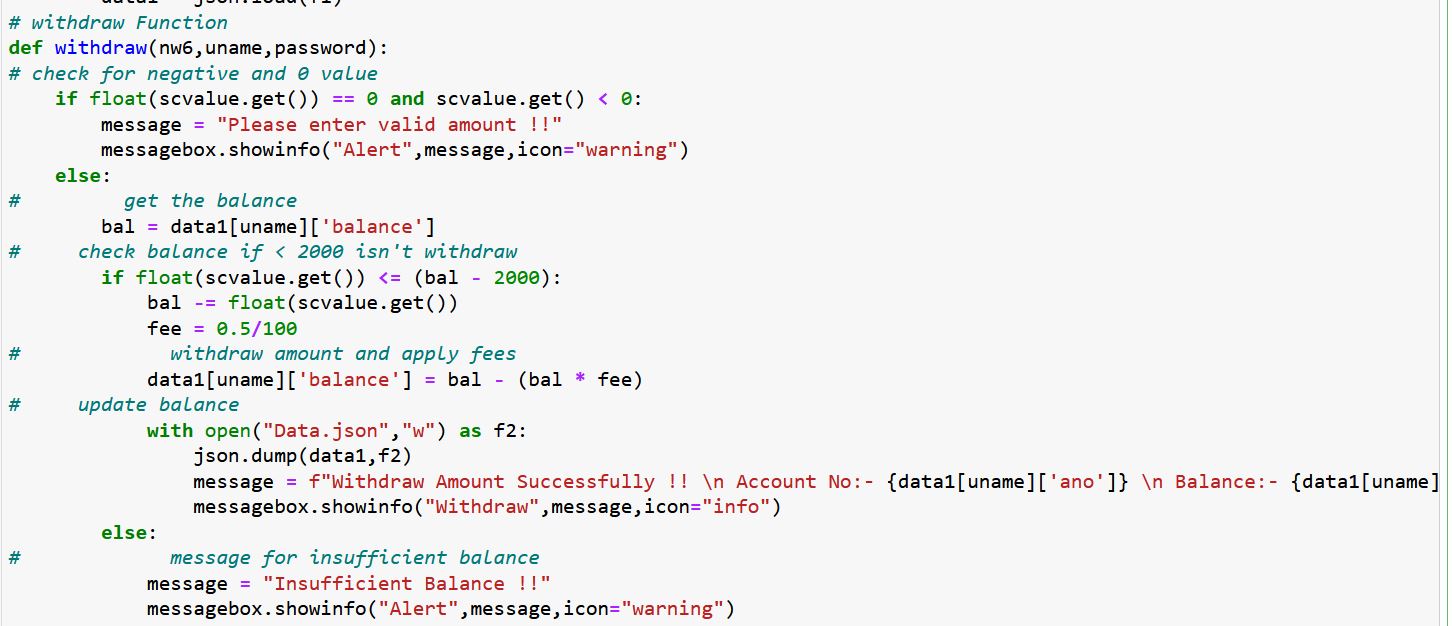 data1 = json.load(f1)
# withdraw Function
def withdraw(nw6,uname,password):
# check for negative and 0 value
    if float(scvalue.get()) == 0 and scvalue.get() < 0:
        message = "Please enter valid amount !!"
        messagebox.showinfo("Alert",message,icon="warning")
    else:
#         get the balance
        bal = data1[uname]['balance']
#     check balance if < 2000 isn't withdraw
        if float(scvalue.get()) <= (bal - 2000):
            bal -= float(scvalue.get())
            fee = 0.5/100
#             withdraw amount and apply fees
            data1[uname]['balance'] = bal - (bal * fee)
#     update balance
            with open("Data.json","w") as f2:
                json.dump(data1,f2)
                message = f"Withdraw Amount Successfully !! \n Account No:- {data1[uname]['ano']} \n Balance:- {data1[uname]
                messagebox.showinfo("Withdraw",message,icon="info")
        else:
#             message for insufficient balance
            message = "Insufficient Balance !!"
            messagebox.showinfo("Alert",message,icon="warning")